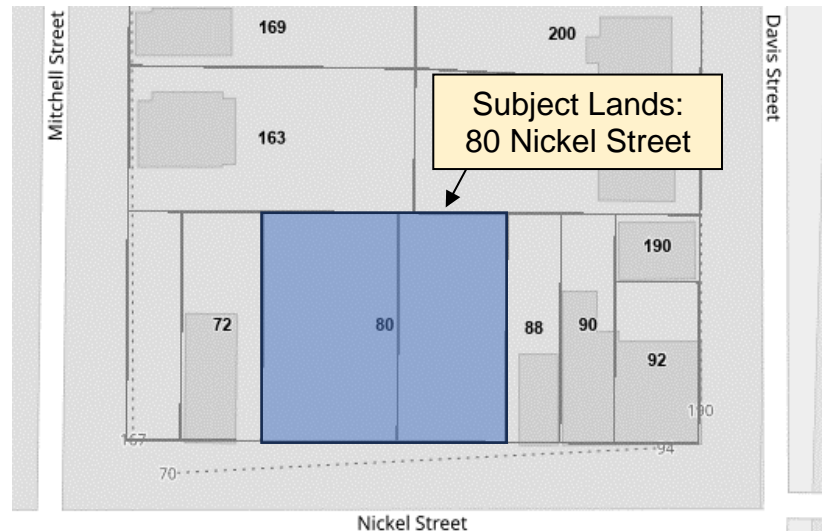 Mitchell Street
169
200
Davis Street
Subject Lands:
80 Nickel Street
163
190
72
80
88
90
92
190
167
94
70
Nickel Street